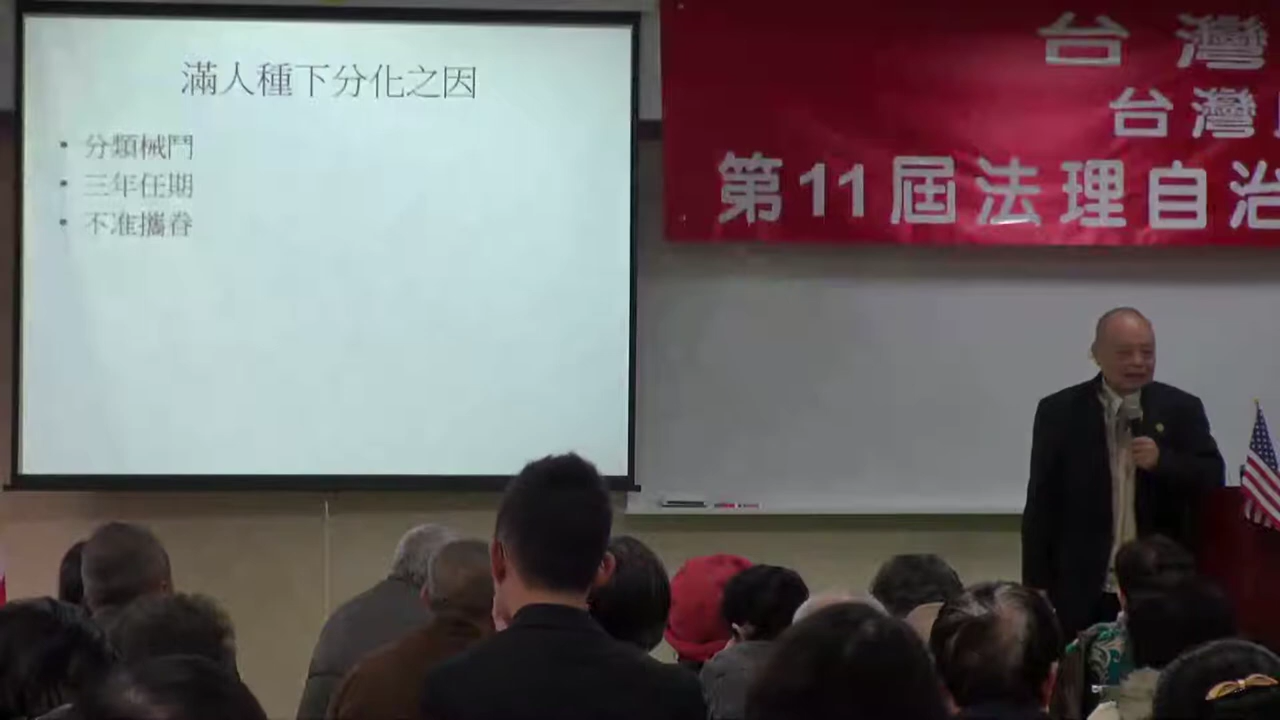 滿人種下分化之因
• 分類械鬥
• 三年任期
• 不准攜眷
台灣
台灣
第11屆法理自治